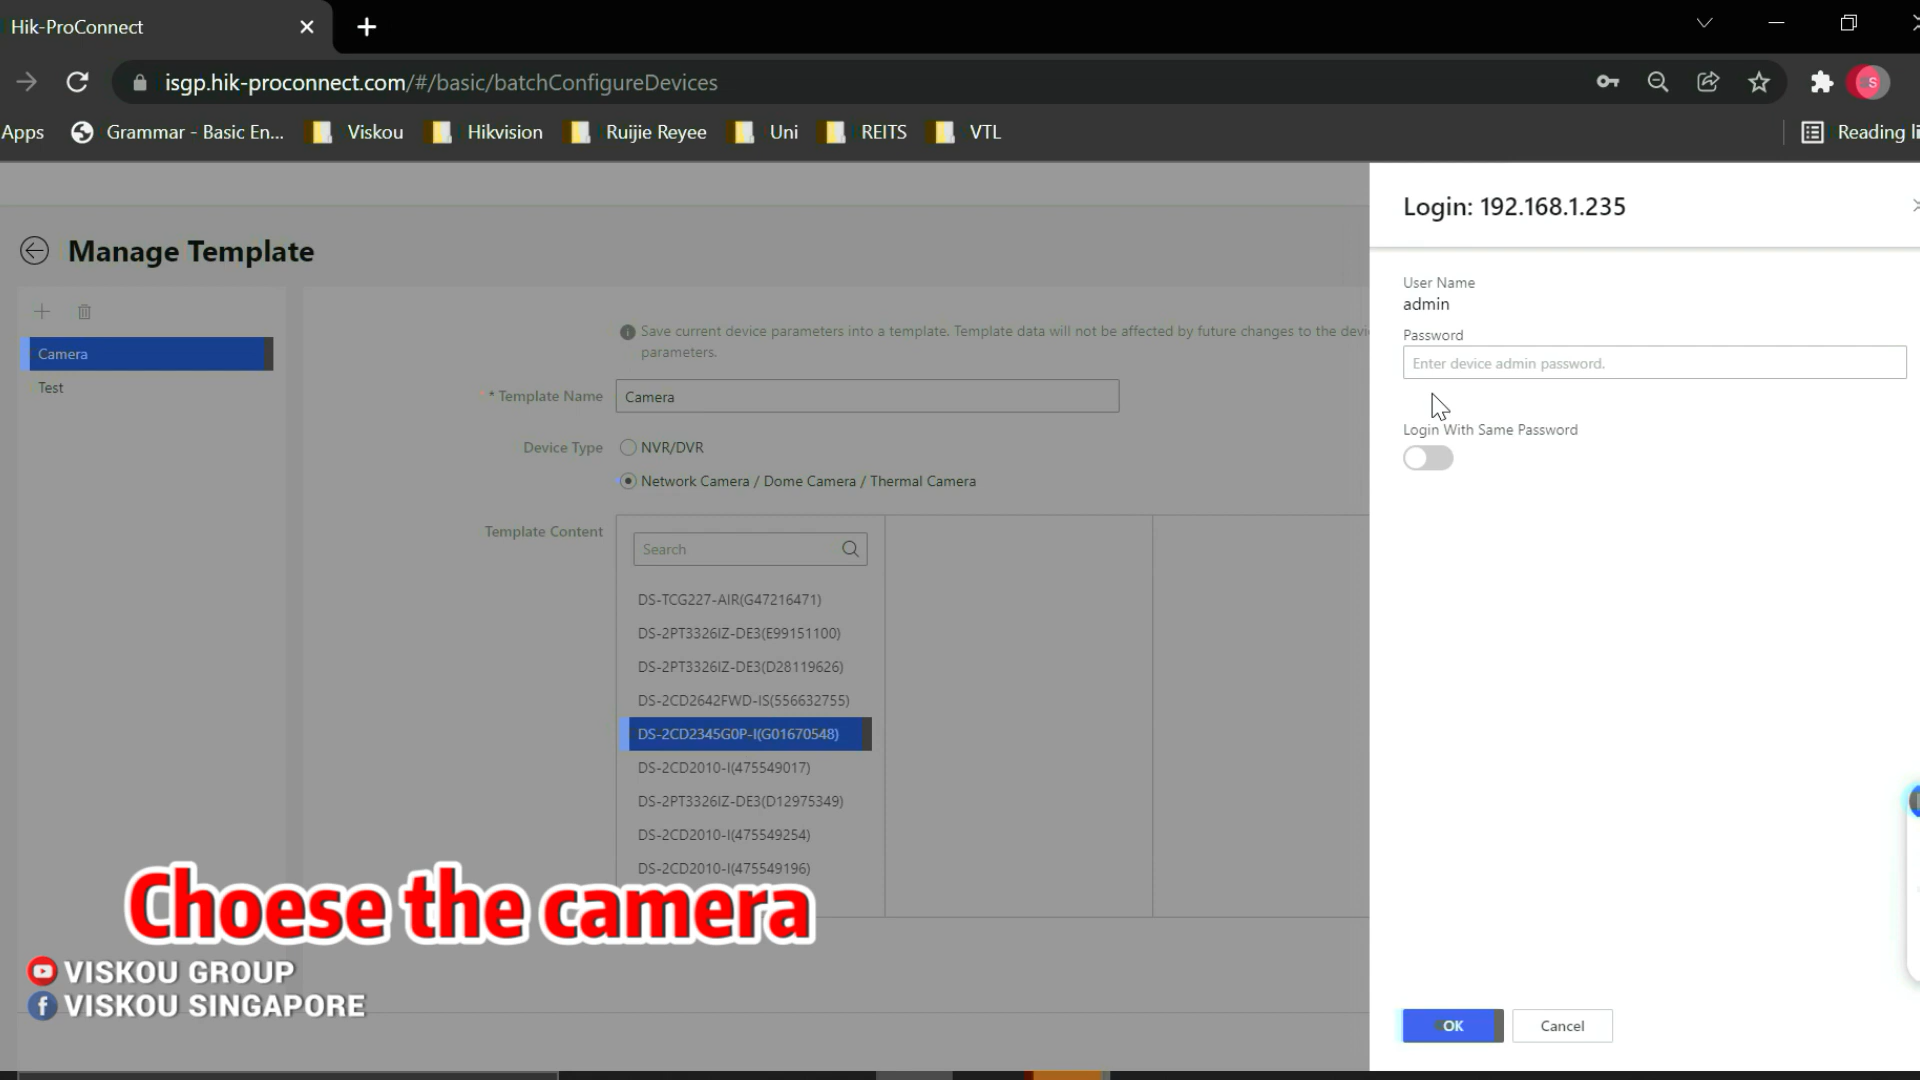 Hik-ProConnect
isgp.hik-proconnect.com/#/basic/batchConfigureDevices
S
Apps
Grammar - Basic En...
Viskou
Hikvision
Ruijie Reyee
Uni
REITS
VTL
Reading li
Manage Template
Camera
Test
Save current device parameters into a template. Template data will not be affected by future changes to the devi
parameters.
* Template Name
Camera
Device Type
NVR/DVR
Network Camera / Dome Camera / Thermal Camera
Template Content
Search
DS-TCG227-AIR(G47216471)
DS-2PT3326IZ-DE3(E99151100)
DS-2PT3326IZ-DE3(D28119626)
DS-2CD2642FWD-IS(556632755)
DS-2CD2345G0P-I(G01670548)
DS-2CD2010-I(475549017)
DS-2PT3326IZ-DE3(D12975349)
DS-2CD2010-I(475549254)
DS-2CD2010-I(475549196)
Login: 192.168.1.235
User Name
admin
Password
Enter device admin password.
Login With Same Password
OK
Cancel
Choese the camera
VISKOU GROUP
VISKOU SINGAPORE